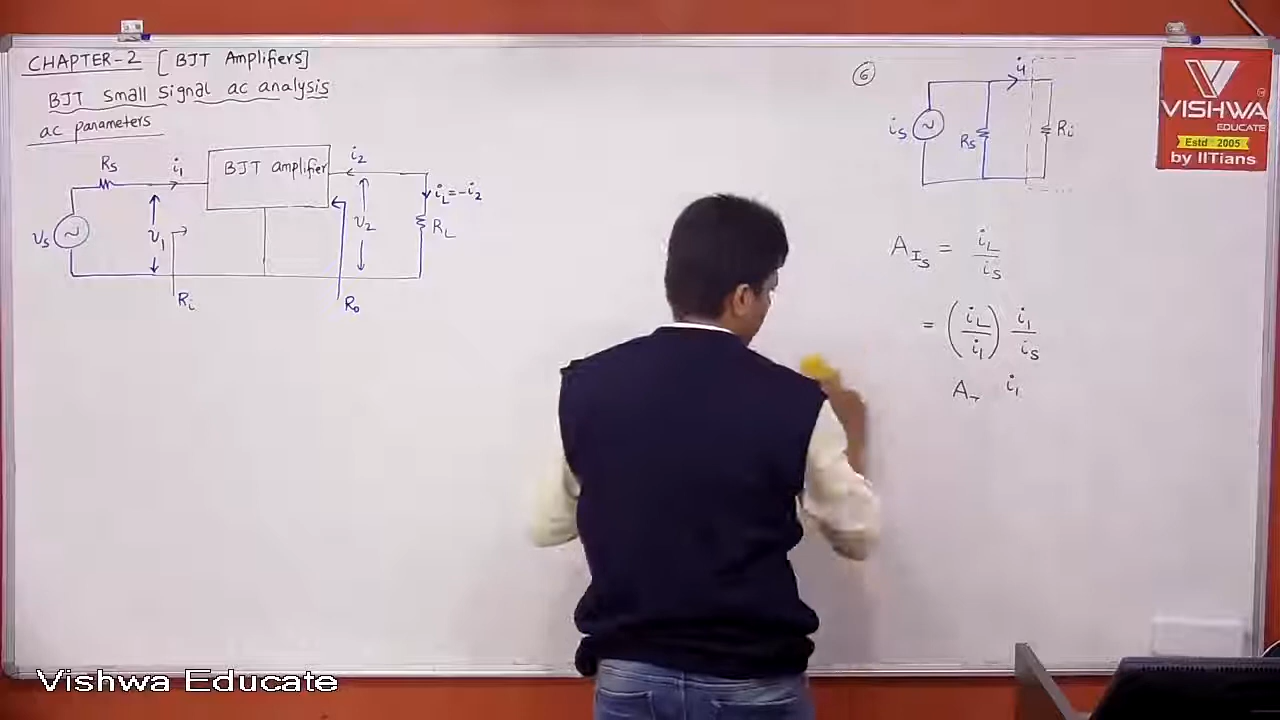 CHAPTER-2 [BJT Amplifiers]
BJT small signal ac analysis
ac parameters
Rs
i1
BJT amplifier
i2
iL=-i2
vs
v1
v2
RL
Ri
Ro
6
i1
is
Rs
Ri
AIs = iL/is
= (iL/i1) i1/is
AI i1
VISHWA
EDUCATE
Estd 2005
by IITians
Vishwa Educate